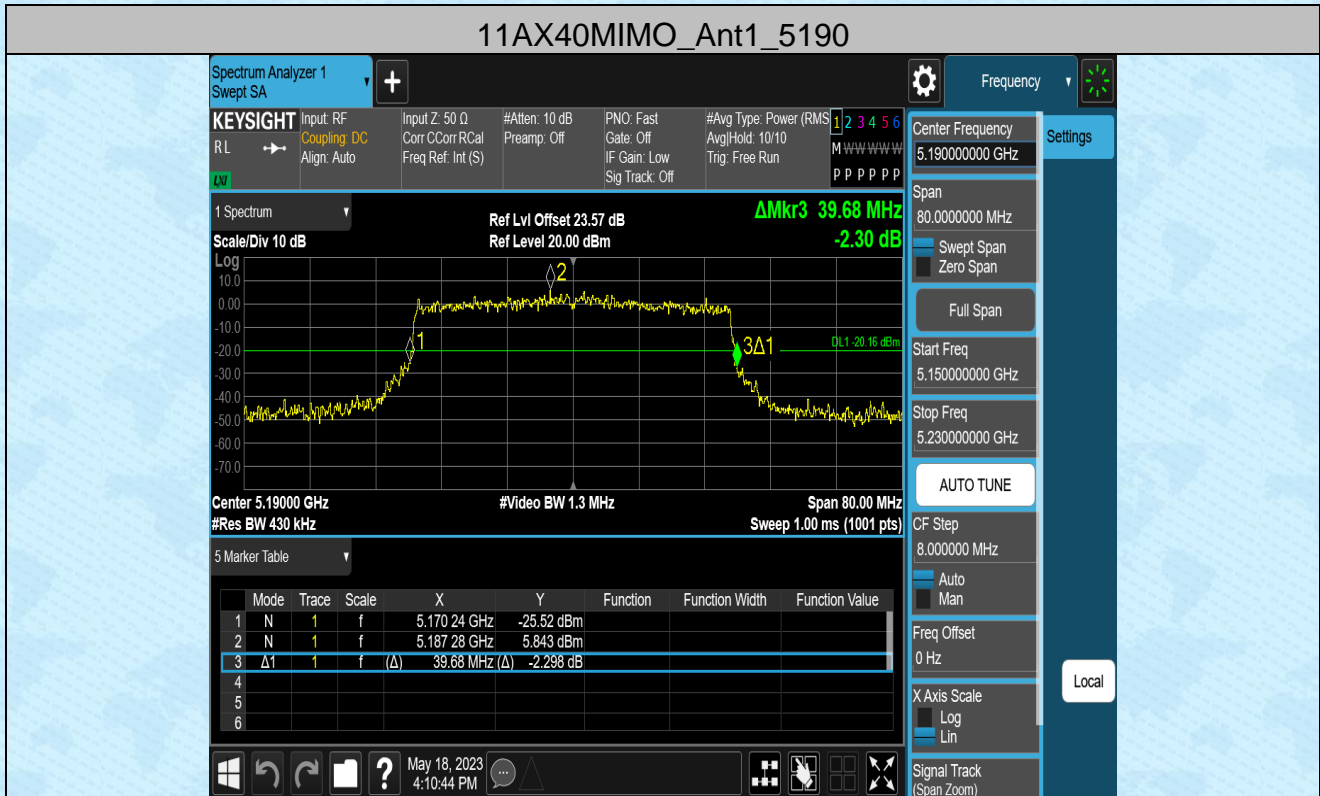 11AX40MIMO_Ant1_5190
Spectrum Analyzer 1
Swept SA
Frequency
KEYSIGHT
RL
LXI
Input: RF
Coupling: DC
Align: Auto
Input Z: 50 Ω
Corr CCorr RCal
Freq Ref: Int (S)
#Atten: 10 dB
Preamp: Off
PNO: Fast
Gate: Off
IF Gain: Low
Sig Track: Off
#Avg Type: Power (RMS
Avg|Hold: 10/10
Trig: Free Run
1 2 3 4 5 6
M W W W W W
P P P P P P
1 Spectrum
Scale/Div 10 dB
Ref Lvl Offset 23.57 dB
Ref Level 20.00 dBm
ΔMkr3 39.68 MHz
-2.30 dB
Log
10.0
0.00
-10.0
-20.0
-30.0
-40.0
-50.0
-60.0
-70.0
2
1
3Δ1
DL1 -20.16 dBm
Center 5.19000 GHz
#Video BW 1.3 MHz
Span 80.00 MHz
#Res BW 430 kHz
Sweep 1.00 ms (1001 pts)
5 Marker Table
Mode Trace Scale X Y Function Function Width Function Value
1 N 1 f 5.170 24 GHz -25.52 dBm
2 N 1 f 5.187 28 GHz 5.843 dBm
3 Δ1 1 f (Δ) 39.68 MHz (Δ) -2.298 dB
4
5
6
May 18, 2023
4:10:44 PM
Center Frequency
5.190000000 GHz
Settings
Span
80.0000000 MHz
Swept Span
Zero Span
Full Span
Start Freq
5.150000000 GHz
Stop Freq
5.230000000 GHz
AUTO TUNE
CF Step
8.000000 MHz
Auto
Man
Freq Offset
0 Hz
X Axis Scale
Log
Lin
Local
Signal Track
(Span Zoom)